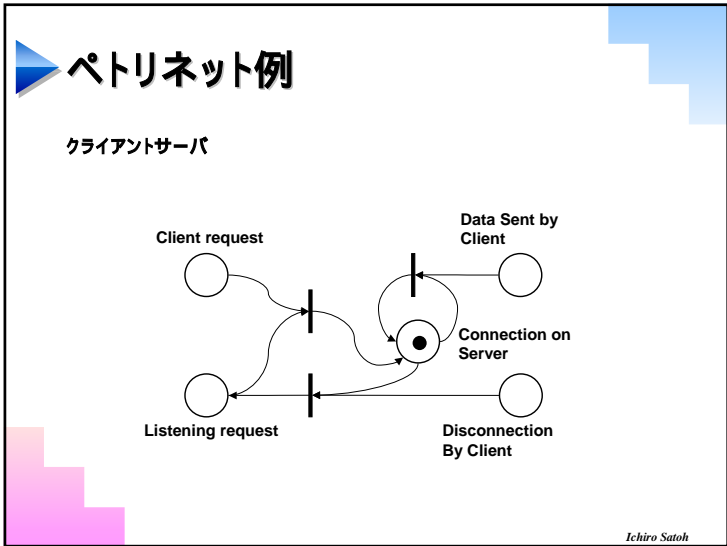 ペトリネット例
クライアントサーバ
Client request
Data Sent by
Client
Connection on
Server
Listening request
Disconnection
By Client
Ichiro Satoh